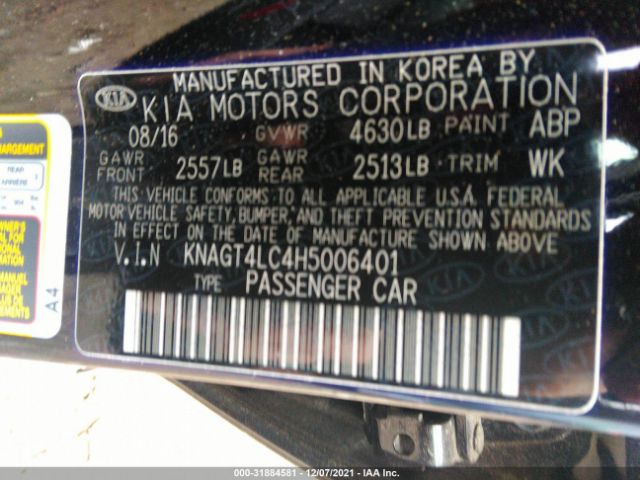 MANUFACTURED IN KOREA BY
KIA KIA MOTORS CORPORATION
08/16 GVWR 4630LB PAINT ABP
GAWR FRONT 2557LB GAWR REAR 2513LB TRIM WK
THIS VEHICLE CONFORMS TO ALL APPLICABLE U.S.A. FEDERAL
MOTOR VEHICLE SAFETY, BUMPER, AND THEFT PREVENTION STANDARDS
IN EFFECT ON THE DATE OF MANUFACTURE SHOWN ABOVE
V.I.N KNAGT4LC4H5006401
TYPE PASSENGER CAR
A4
MANUEL
000-31884581 - 12/07/2021 - IAA Inc.